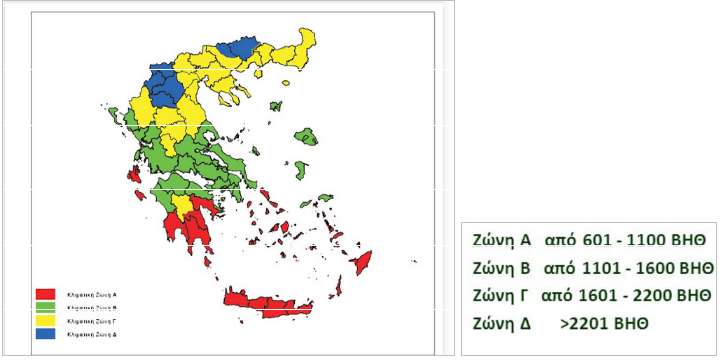 Κλιματική Ζώνη Α
Κλιματική Ζώνη Β
Κλιματική Ζώνη Γ
Κλιματική Ζώνη Δ
Ζώνη Α από 601 - 1100 ΒΗΘ
Ζώνη Β από 1101 - 1600 ΒΗΘ
Ζώνη Γ από 1601 - 2200 ΒΗΘ
Ζώνη Δ >2201 ΒΗΘ